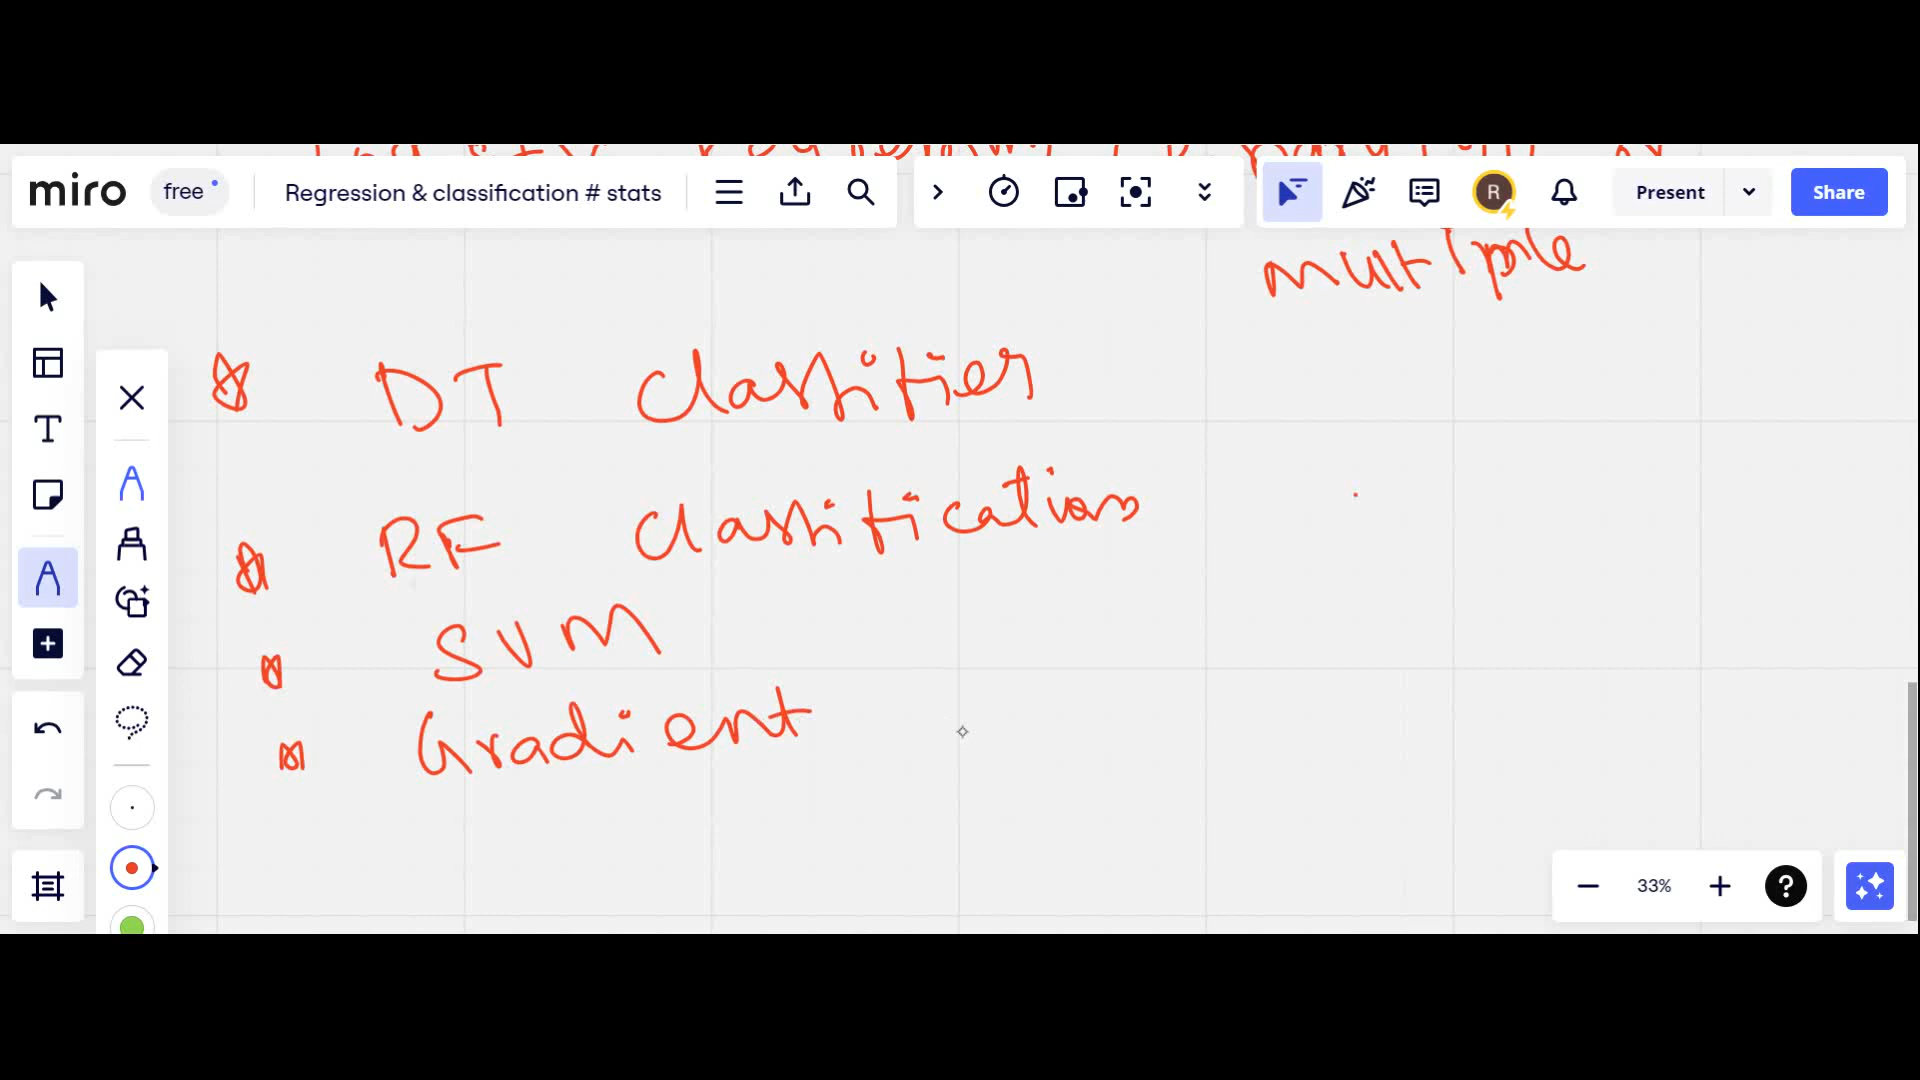 miro free Regression & classification # stats R Present Share
multiple
DT Classifier
RF Classification
SVM
Gradient
33%